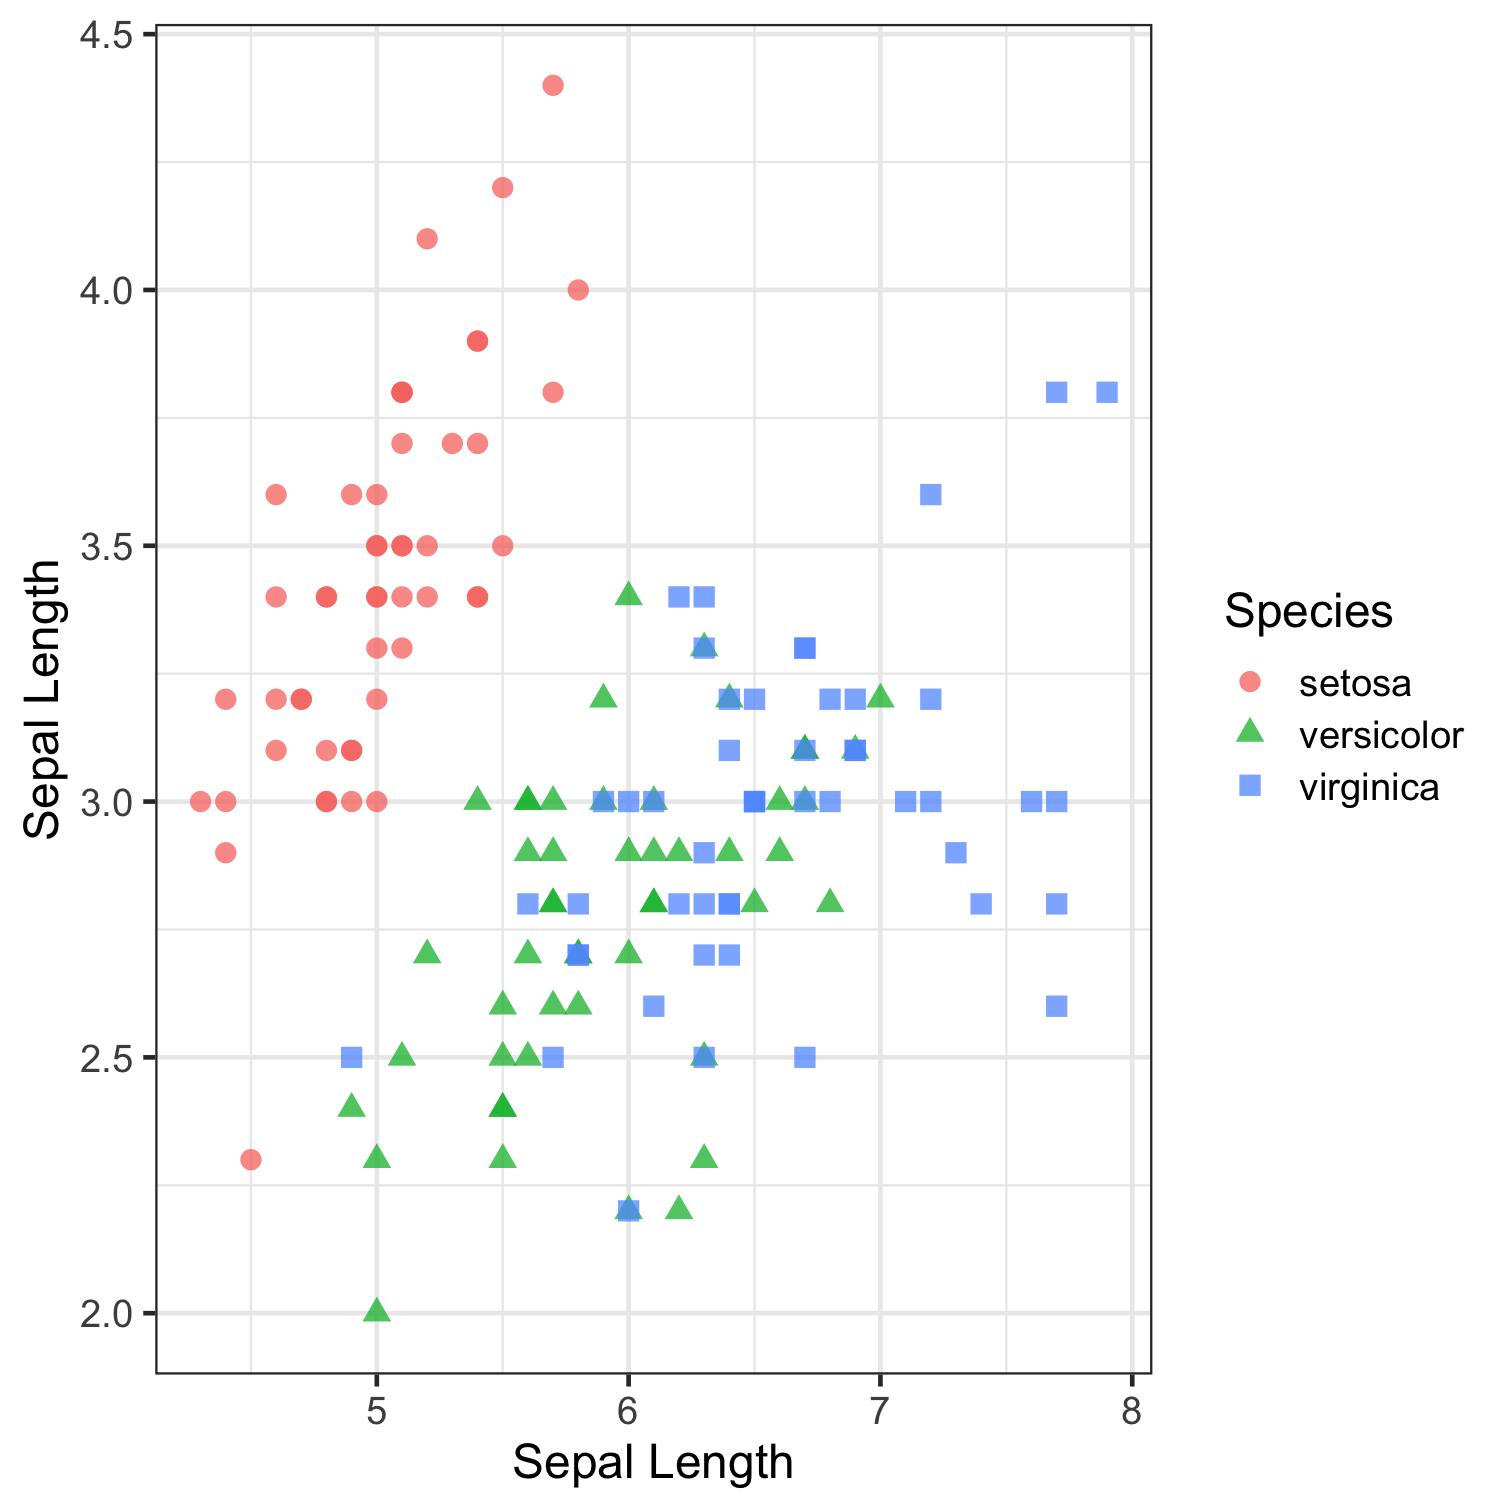 4.5
4.0
3.5
3.0
2.5
2.0
Sepal Length
5 6 7 8
Sepal Length
Species
setosa
versicolor
virginica